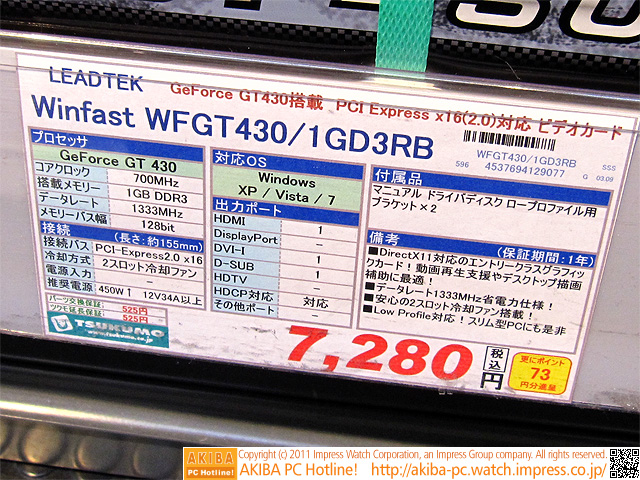 LEADTEK
GeForce GT430搭載 PCI Express x16(2.0)対応 ビデオカード
Winfast WFGT430/1GD3RB
WFGT430/1GD3RB
SSS
596
4537694129077
G
03.09
プロセッサ
GeForce GT 430
コアクロック 700MHz
搭載メモリー 1GB DDR3
データレート 1333MHz
メモリーバス幅 128bit
接続 (長さ:約155mm)
接続バス PCI-Express2.0 x16
冷却方式 2スロット冷却ファン
電源入力 －
推奨電源 450W ! 12V34A以上
パーツ交換保証: 525円
ツクモ延長保証: 525円
TSUKUMO
www.tsukumo.co.jp
対応OS
Windows
XP / Vista / 7
出力ポート
HDMI 1
DisplayPort －
DVI-I 1
D-SUB 1
HDTV －
HDCP対応 対応
その他ポート －
付属品
マニュアル ドライバディスク ロープロファイル用
ブラケット×2
備考 (保証期間:1年)
■DirectX11対応のエントリークラスグラフィッ
クカード！動画再生支援やデスクトップ描画
補助に最適！
■データレート1333MHz省電力仕様！
■安心の2スロット冷却ファン搭載！
■Low Profile対応！スリム型PCにも是非
7,280
税込
円
更にポイント
73
円分進呈
AKIBA
PC Hotline!
Copyright (c) 2011 Impress Watch Corporation, an Impress Group company. All rights reserved.
AKIBA PC Hotline! http://akiba-pc.watch.impress.co.jp/